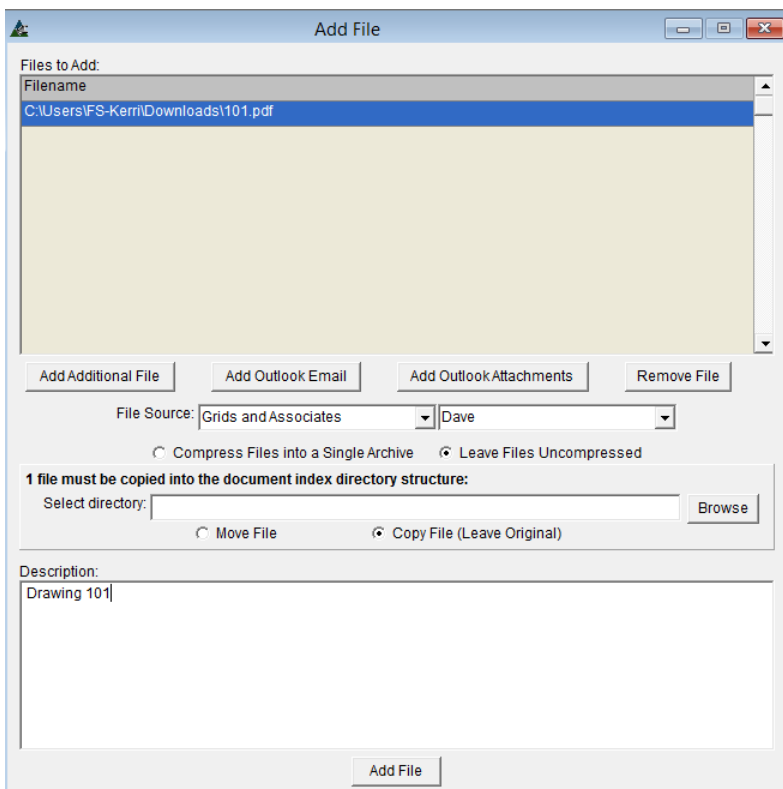 Add File
Files to Add:
Filename
C:\Users\FS-Kerri\Downloads\101.pdf
Add Additional File Add Outlook Email Add Outlook Attachments Remove File
File Source: Grids and Associates Dave
Compress Files into a Single Archive Leave Files Uncompressed
1 file must be copied into the document index directory structure:
Select directory: Browse
Move File Copy File (Leave Original)
Description:
Drawing 101
Add File